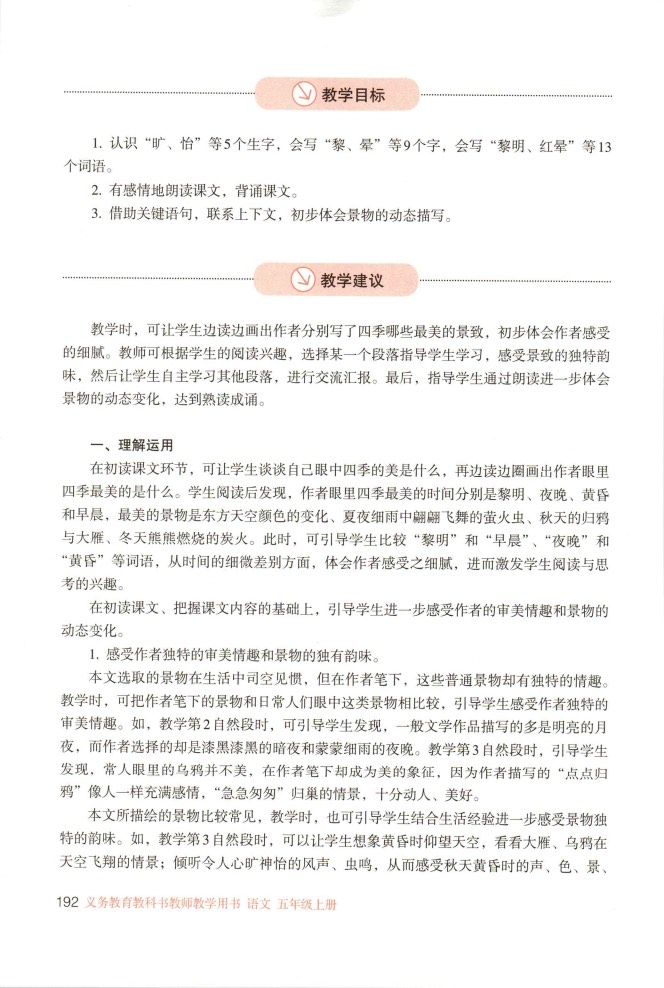 教学目标
1. 认识“旷、怡”等5个生字，会写“黎、晕”等9个字，会写“黎明、红晕”等13
个词语。
2. 有感情地朗读课文，背诵课文。
3. 借助关键语句，联系上下文，初步体会景物的动态描写。
教学建议
教学时，可让学生边读边画出作者分别写了四季哪些最美的景致，初步体会作者感受
的细腻。教师可根据学生的阅读兴趣，选择某一个段落指导学生学习，感受景致的独特韵
味，然后让学生自主学习其他段落，进行交流汇报。最后，指导学生通过朗读进一步体会
景物的动态变化，达到熟读成诵。
一、理解运用
在初读课文环节，可让学生谈谈自己眼中四季的美是什么，再边读边圈画出作者眼里
四季最美的是什么。学生阅读后发现，作者眼里四季最美的时间分别是黎明、夜晚、黄昏
和早晨，最美的景物是东方天空颜色的变化、夏夜细雨中翩翩飞舞的萤火虫、秋天的归鸦
与大雁、冬天熊熊燃烧的炭火。此时，可引导学生比较“黎明”和“早晨”、“夜晚”和
“黄昏”等词语，从时间的细微差别方面，体会作者感受之细腻，进而激发学生阅读与思
考的兴趣。
在初读课文、把握课文内容的基础上，引导学生进一步感受作者的审美情趣和景物的
动态变化。
1. 感受作者独特的审美情趣和景物的独有韵味。
本文选取的景物在生活中司空见惯，但在作者笔下，这些普通景物却有独特的情趣。
教学时，可把作者笔下的景物和日常人们眼中这类景物相比较，引导学生感受作者独特的
审美情趣。如，教学第2自然段时，可引导学生发现，一般文学作品描写的多是明亮的月
夜，而作者选择的却是漆黑漆黑的暗夜和蒙蒙细雨的夜晚。教学第3自然段时，引导学生
发现，常人眼里的乌鸦并不美，在作者笔下却成为美的象征，因为作者描写的“点点归
鸦”像人一样充满感情，“急急匆匆”归巢的情景，十分动人、美好。
本文所描绘的景物比较常见，教学时，也可引导学生结合生活经验进一步感受景物独
特的韵味。如，教学第3自然段时，可以让学生想象黄昏时仰望天空，看看大雁、乌鸦在
天空飞翔的情景；倾听令人心旷神怡的风声、虫鸣，从而感受秋天黄昏时的声、色、景、
192 义务教育教科书教师教学用书 语文 五年级上册